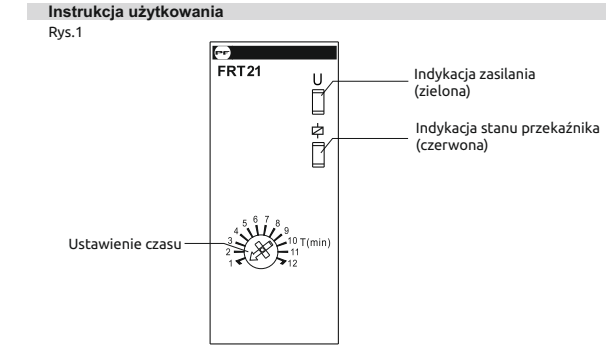 Instrukcja użytkowania
Rys.1
PF
FRT21
U
Indykacja zasilania
(zielona)
Indykacja stanu przekaźnika
(czerwona)
Ustawienie czasu
1
2
3
4
5
6
7
8
9
10
11
12
T(min)